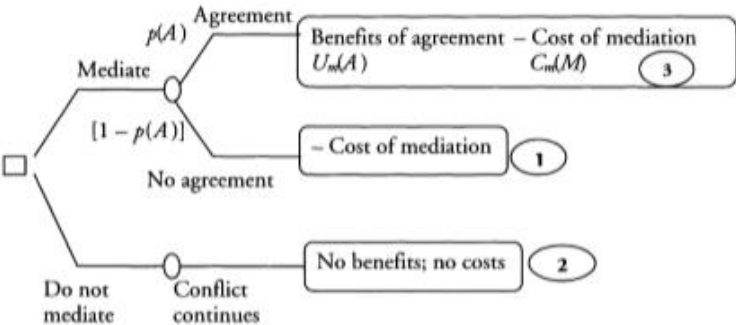 Agreement
p(A)
Benefits of agreement – Cost of mediation
Uₘ(A) Cₘ(M) 3
Mediate
[1 – p(A)]
– Cost of mediation 1
No agreement
No benefits; no costs 2
Do not
mediate
Conflict
continues